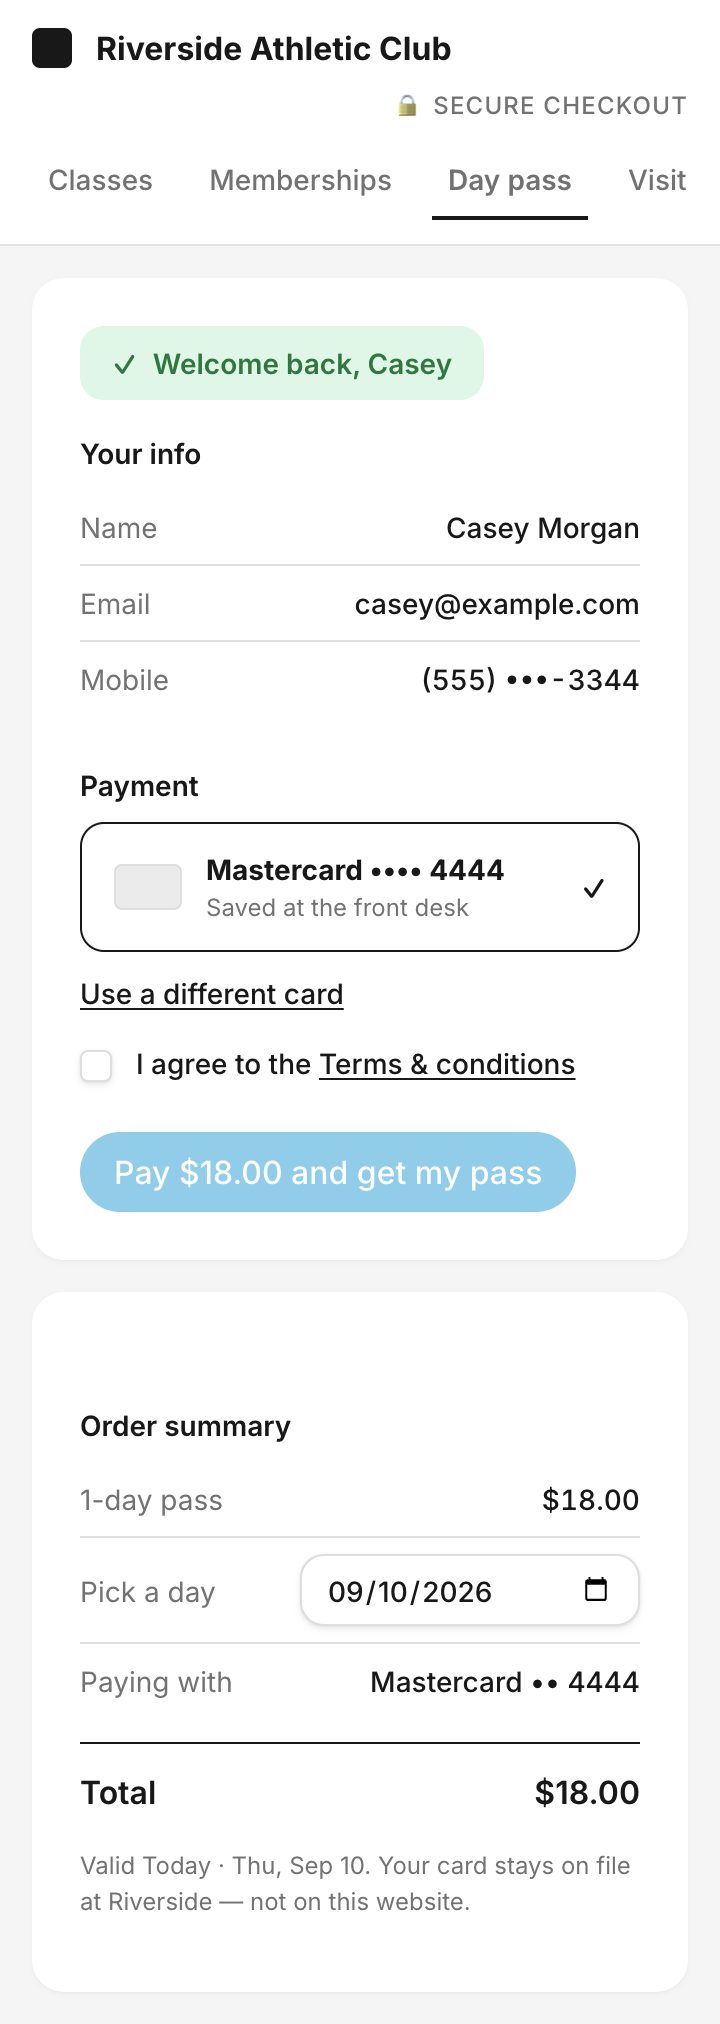 Riverside Athletic Club
🔒 SECURE CHECKOUT
Classes Memberships Day pass Visit
✓ Welcome back, Casey
Your info
Name Casey Morgan
Email casey@example.com
Mobile (555) •••-3344
Payment
Mastercard •••• 4444
Saved at the front desk
Use a different card
I agree to the Terms & conditions
Pay $18.00 and get my pass
Order summary
1-day pass $18.00
Pick a day 09/10/2026
Paying with Mastercard •• 4444
Total $18.00
Valid Today · Thu, Sep 10. Your card stays on file
at Riverside — not on this website.